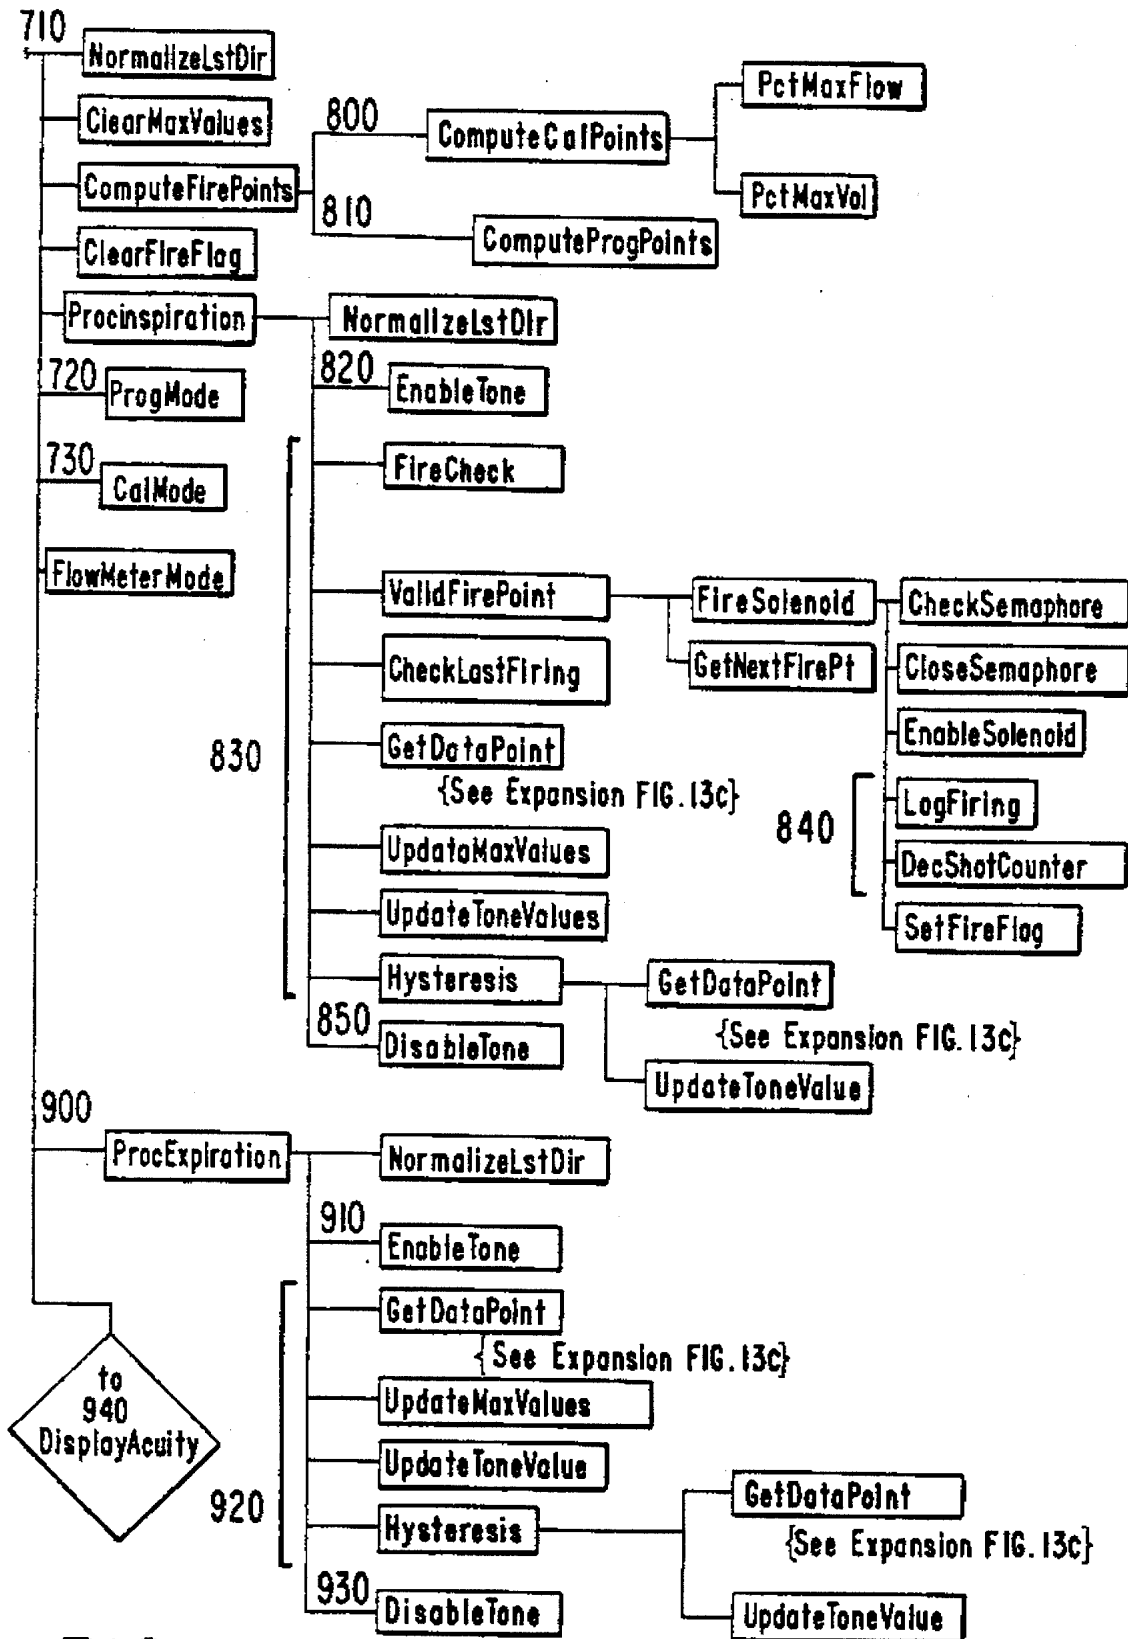 710
NormalizeLstDir
ClearMaxValues
ComputeFirePoints
800
ComputeCalPoints
PctMaxFlow
PctMaxVol
810
ComputeProgPoints
ClearFireFlag
Procinspiration
NormalizeLstDir
820
EnableTone
720
ProgMode
730
CalMode
FlowMeterMode
830
FireCheck
ValidFirePoint
FireSolenoid
CheckSemaphore
GetNextFirePt
CloseSemaphore
CheckLastFiring
EnableSolenoid
GetDataPoint
{See Expansion FIG.13c}
840
LogFiring
DecShotCounter
SetFireFlag
UpdataMaxValues
UpdateToneValues
Hysteresis
GetDataPoint
{See Expansion FIG.13c}
UpdateToneValue
850
DisableTone
900
ProcExpiration
NormalizeLstDir
910
EnableTone
920
GetDataPoint
{See Expansion FIG.13c}
UpdateMaxValues
UpdateToneValue
Hysteresis
GetDataPoint
{See Expansion FIG.13c}
UpdateToneValue
930
DisableTone
to
940
DisplayAcuity